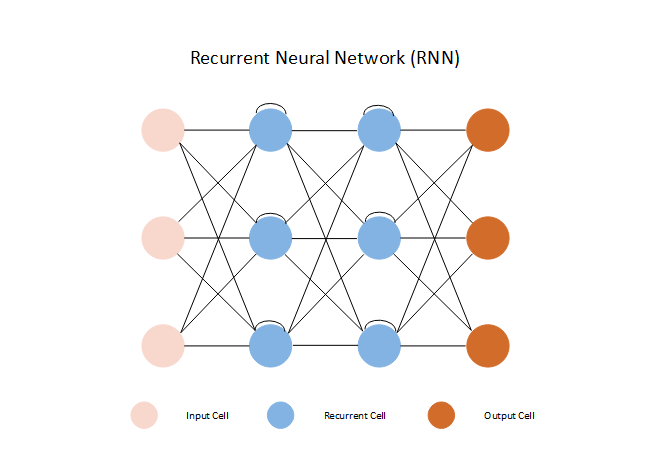 Recurrent Neural Network (RNN)
Input Cell
Recurrent Cell
Output Cell